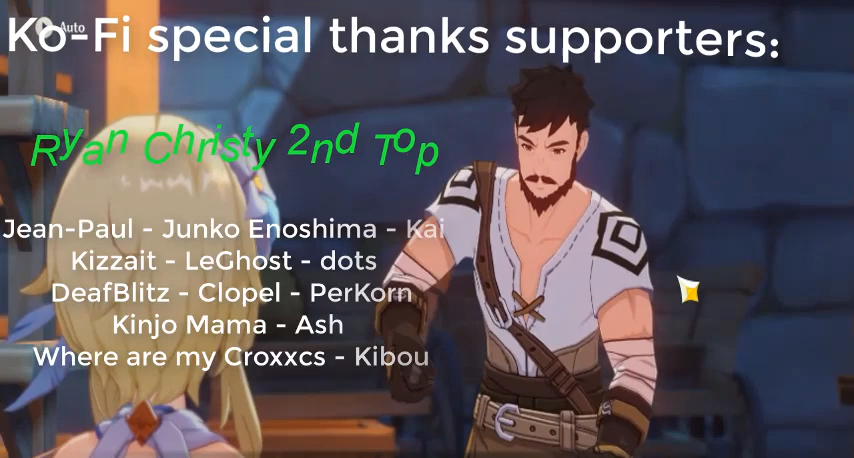 Auto
Ko-Fi special thanks supporters:
Ryan Christy 2nd Top
Jean-Paul - Junko Enoshima - Kai
Kizzait - LeGhost - dots
DeafBlitz - Clopel - PerKorn
Kinjo Mama - Ash
Where are my Croxxcs - Kibou